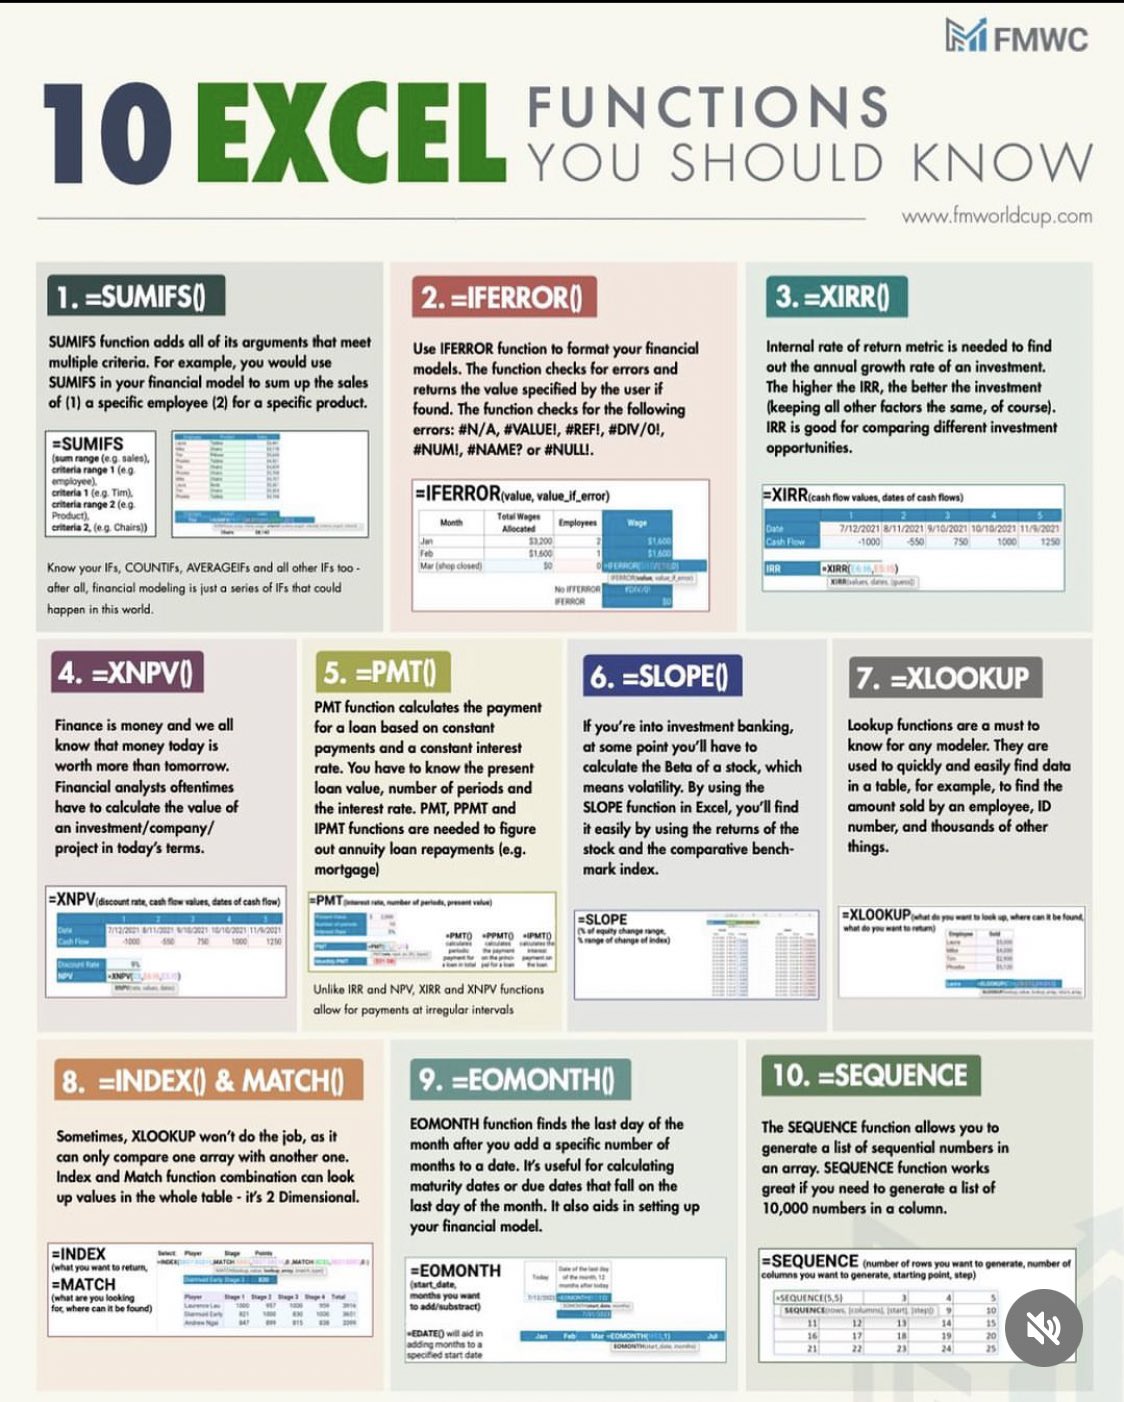 FMWC
10 EXCEL FUNCTIONS
YOU SHOULD KNOW
www.fmworldcup.com
1. =SUMIFS()
SUMIFS function adds all of its arguments that meet
multiple criteria. For example, you would use
SUMIFS in your financial model to sum up the sales
of (1) a specific employee (2) for a specific product.
=SUMIFS
(sum range (e.g. sales),
criteria range 1 (e.g.
employee),
criteria 1 (e.g. Tim),
criteria range 2 (e.g.
Product),
criteria 2, (e.g. Chairs))
Know your IFs, COUNTIFs, AVERAGEIFs and all other IFs too -
after all, financial modeling is just a series of IFs that could
happen in this world.
2. =IFERROR()
Use IFERROR function to format your financial
models. The function checks for errors and
returns the value specified by the user if
found. The function checks for the following
errors: #N/A, #VALUE!, #REF!, #DIV/0!,
#NUM!, #NAME? or #NULL!.
=IFERROR(value, value_if_error)
Month Total Wages Allocated Employees Wage
Jan $3,200 2 $1,600
Feb $1,600 1 $1,600
Mar (shop closed) $0 0
IFERROR(value, value_if_error)
No IFERROR #DIV/0!
IFERROR $0
3. =XIRR()
Internal rate of return metric is needed to find
out the annual growth rate of an investment.
The higher the IRR, the better the investment
(keeping all other factors the same, of course).
IRR is good for comparing different investment
opportunities.
=XIRR(cash flow values, dates of cash flows)
1 2 3 4 5
Date 7/12/2021 8/11/2021 9/10/2021 10/10/2021 11/9/2021
Cash Flow -1000 -550 750 1000 1250
IRR =XIRR(
XIRR(values, dates, [guess])
4. =XNPV()
Finance is money and we all
know that money today is
worth more than tomorrow.
Financial analysts oftentimes
have to calculate the value of
an investment/company/
project in today's terms.
=XNPV(discount rate, cash flow values, dates of cash flow)
1 2 3 4 5
Date 7/12/2021 8/11/2021 9/10/2021 10/10/2021 11/9/2021
Cash Flow -1000 -550 750 1000 1250
Discount Rate 9%
NPV =XNPV(
XNPV(rate, values, dates)
5. =PMT()
PMT function calculates the payment
for a loan based on constant
payments and a constant interest
rate. You have to know the present
loan value, number of periods and
the interest rate. PMT, PPMT and
IPMT functions are needed to figure
out annuity loan repayments (e.g.
mortgage)
=PMT(interest rate, number of periods, present value)
=PMT()
calculates
periodic
payment for
a loan in total
=PPMT()
calculates
the payment
on the princi-
pal for a loan
=IPMT()
calculates the
interest
payment on
the loan
Unlike IRR and NPV, XIRR and XNPV functions
allow for payments at irregular intervals
6. =SLOPE()
If you're into investment banking,
at some point you'll have to
calculate the Beta of a stock, which
means volatility. By using the
SLOPE function in Excel, you'll find
it easily by using the returns of the
stock and the comparative bench-
mark index.
=SLOPE
(% of equity change range,
% range of change of index)
7. =XLOOKUP
Lookup functions are a must to
know for any modeler. They are
used to quickly and easily find data
in a table, for example, to find the
amount sold by an employee, ID
number, and thousands of other
things.
=XLOOKUP(what do you want to look up, where can it be found,
what do you want to return)
Employee Sold
8. =INDEX() & MATCH()
Sometimes, XLOOKUP won't do the job, as it
can only compare one array with another one.
Index and Match function combination can look
up values in the whole table - it's 2 Dimensional.
=INDEX
(what you want to return,
=MATCH
(what are you looking
for, where can it be found)
Select: Player Stage Points
Player Stage 1 Stage 2 Stage 3 Stage 4 Total
9. =EOMONTH()
EOMONTH function finds the last day of the
month after you add a specific number of
months to a date. It's useful for calculating
maturity dates or due dates that fall on the
last day of the month. It also aids in setting up
your financial model.
=EOMONTH
(start_date,
months you want
to add/substract)
Today
Date of the last day
of the month, 12
months after today
=EDATE() will aid in
adding months to a
specified start date
Jan Feb Mar =EOMONTH( ,1) Jul
EOMONTH(start_date, months)
10. =SEQUENCE
The SEQUENCE function allows you to
generate a list of sequential numbers in
an array. SEQUENCE function works
great if you need to generate a list of
10,000 numbers in a column.
=SEQUENCE (number of rows you want to generate, number of
columns you want to generate, starting point, step)
=SEQUENCE(5,5) 3 4 5
SEQUENCE(rows, [columns], [start], [step]) 9 10
11 12 13 14 15
16 17 18 19 20
21 22 23 24 25